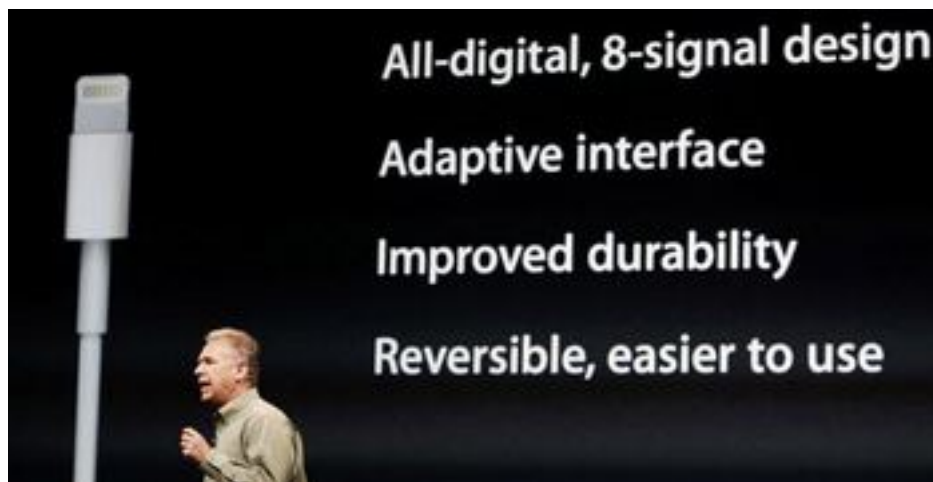 All-digital, 8-signal design
Adaptive interface
Improved durability
Reversible, easier to use